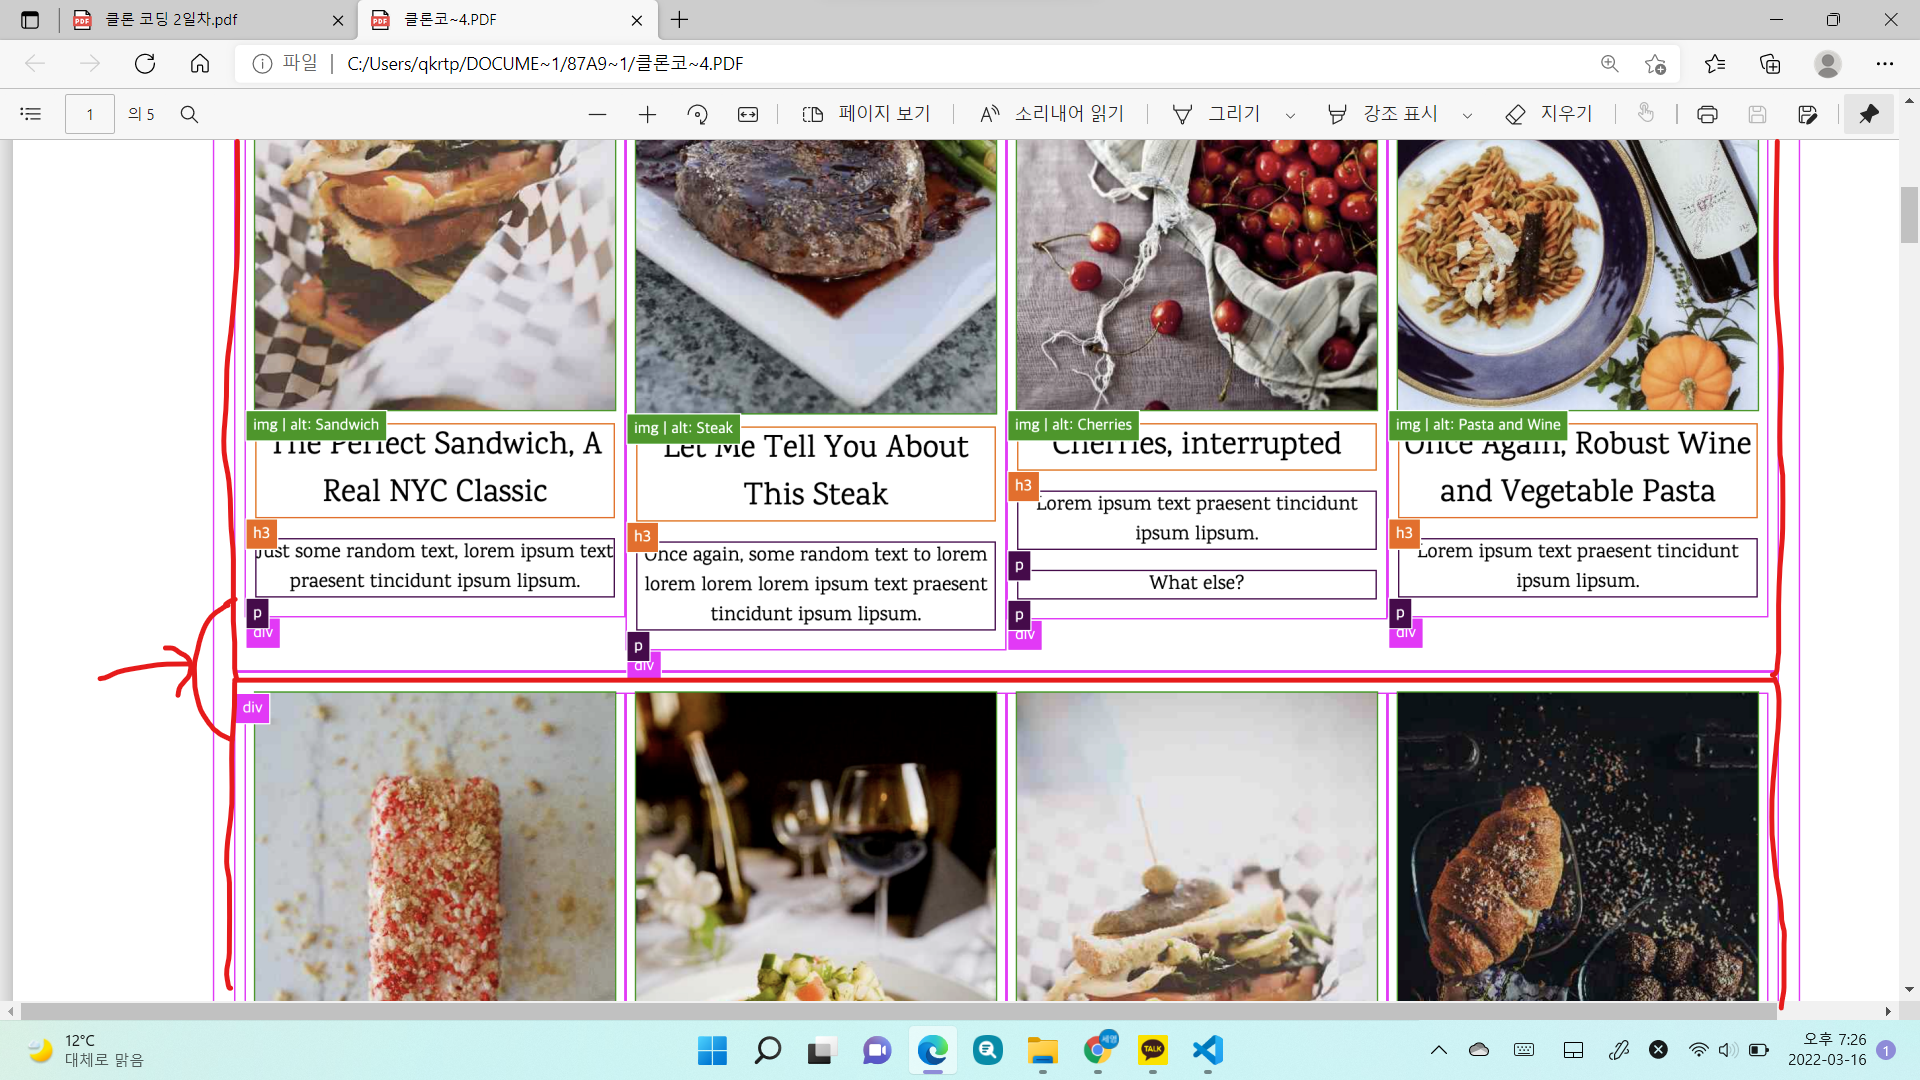 클론 코딩 2일차.pdf
클론코~4.PDF
파일
C:/Users/qkrtp/DOCUME~1/87A9~1/클론코~4.PDF
1
의 5
페이지 보기
소리내어 읽기
그리기
강조 표시
지우기
img | alt: Sandwich
The Perfect Sandwich, A
Real NYC Classic
h3
Just some random text, lorem ipsum text
praesent tincidunt ipsum lipsum.
p
div
img | alt: Steak
Let Me Tell You About
This Steak
h3
Once again, some random text to lorem
lorem lorem lorem ipsum text praesent
tincidunt ipsum lipsum.
p
div
img | alt: Cherries
Cherries, interrupted
h3
Lorem ipsum text praesent tincidunt
ipsum lipsum.
p
What else?
p
div
img | alt: Pasta and Wine
Once Again, Robust Wine
and Vegetable Pasta
h3
Lorem ipsum text praesent tincidunt
ipsum lipsum.
p
div
div
12°C
대체로 맑음
세영
TALK
오후 7:26
2022-03-16
1